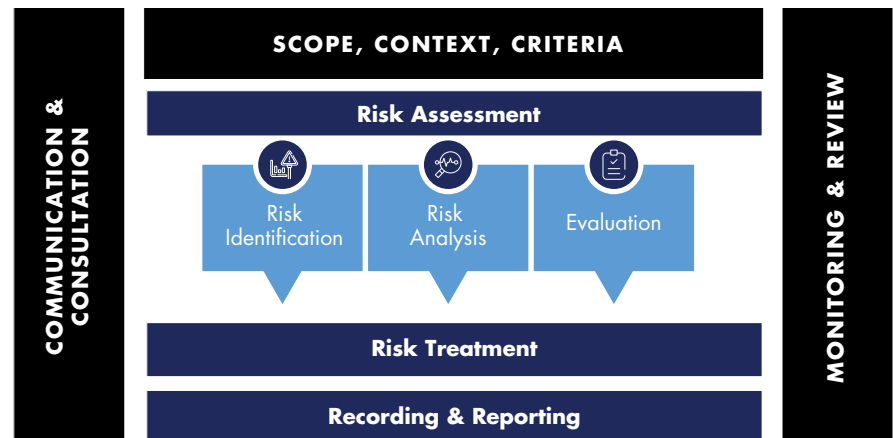 COMMUNICATION &
CONSULTATION
SCOPE, CONTEXT, CRITERIA
Risk Assessment
Risk
Identification
Risk
Analysis
Evaluation
Risk Treatment
Recording & Reporting
MONITORING & REVIEW